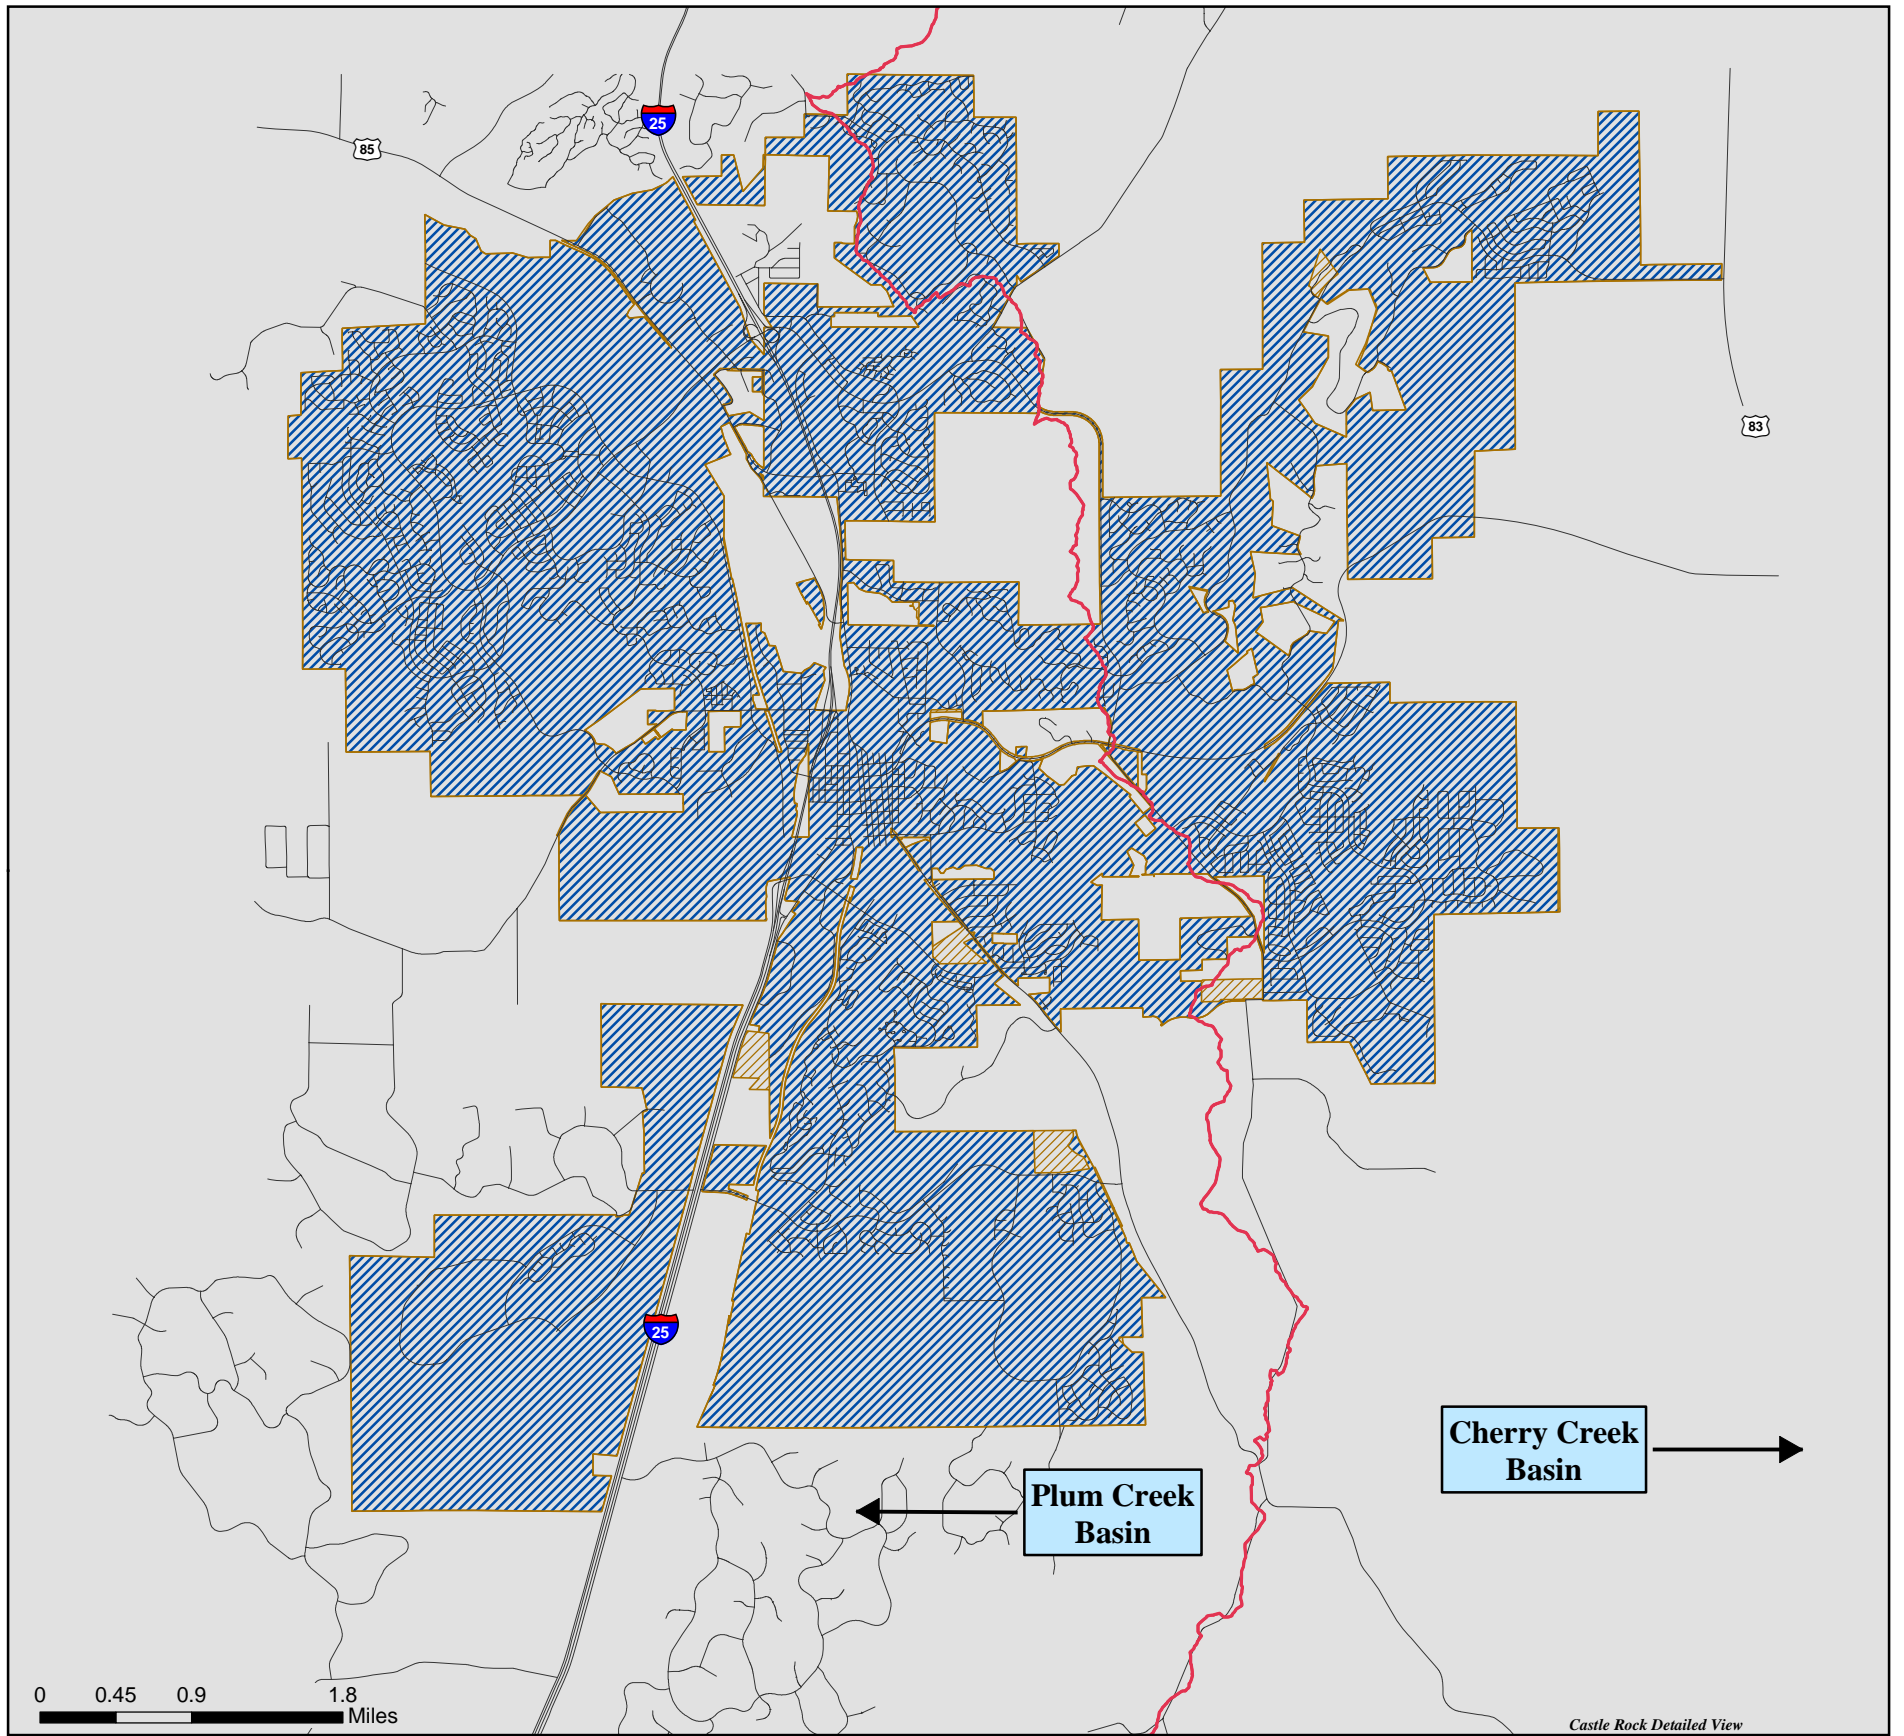 25
85
83
25
Cherry Creek
Basin
Plum Creek
Basin
0 0.45 0.9 1.8
Miles
Castle Rock Detailed View